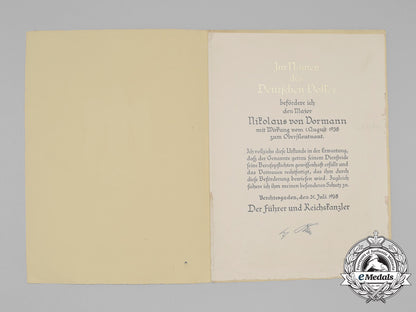 Im Namen
des
Deutschen Volkes
befördere ich
den Major
Nikolaus von Vormann
mit Wirkung vom 1. August 1938
zum Oberstleutnant.
Ich vollziehe diese Urkunde in der Erwartung,
daß der Genannte getreu seinem Diensteide
seine Berufspflichten gewissenhaft erfüllt und
das Vertrauen rechtfertigt, das ihm durch
diese Beförderung bewiesen wird. Zugleich
sichere ich ihm meinen besonderen Schutz zu.
Berchtesgaden, den 31. Juli 1938
Der Führer und Reichskanzler
eMedals